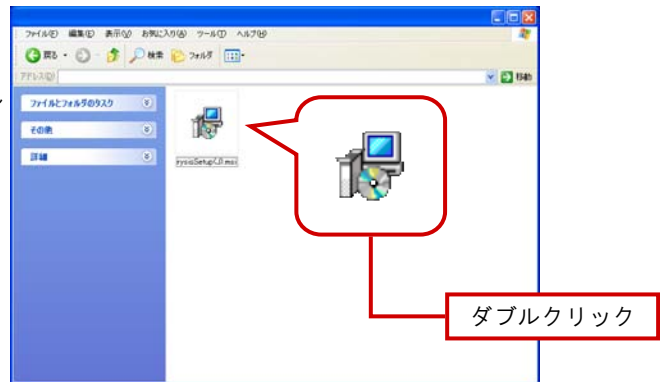 ファイル(F) 編集(E) 表示(V) お気に入り(A) ツール(T) ヘルプ(H)
戻る 検索 フォルダ
アドレス(D) 移動
ファイルとフォルダのタスク
その他
詳細
ダブルクリック